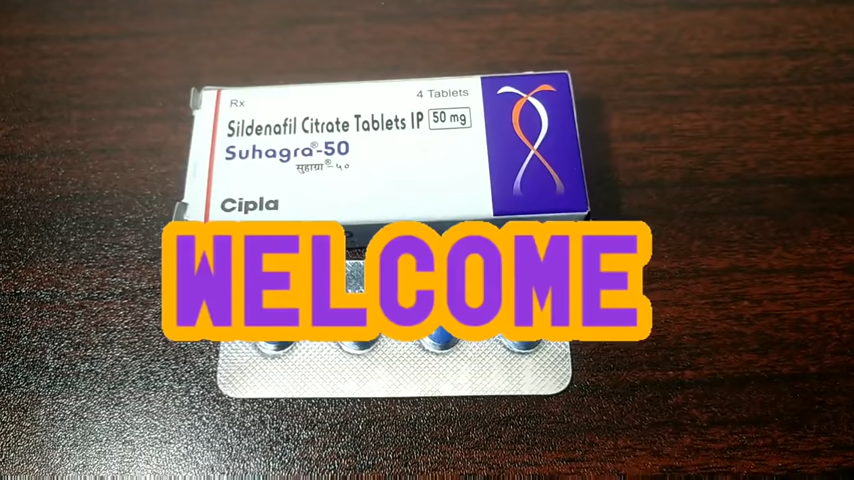 Rx
4 Tablets
Sildenafil Citrate Tablets IP 50 mg
Suhagra®-50
सुहाग्रा®-५०
Cipla
WELCOME